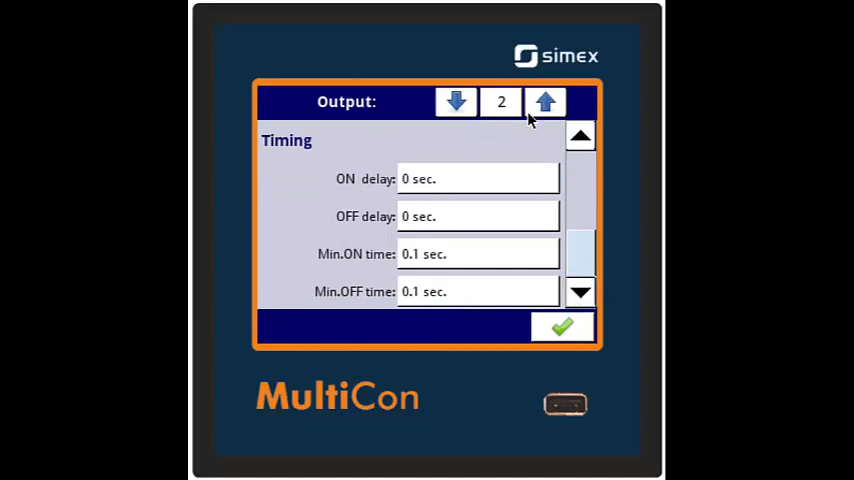 simex
Output: 2
Timing
ON delay: 0 sec.
OFF delay: 0 sec.
Min.ON time: 0.1 sec.
Min.OFF time: 0.1 sec.
MultiCon